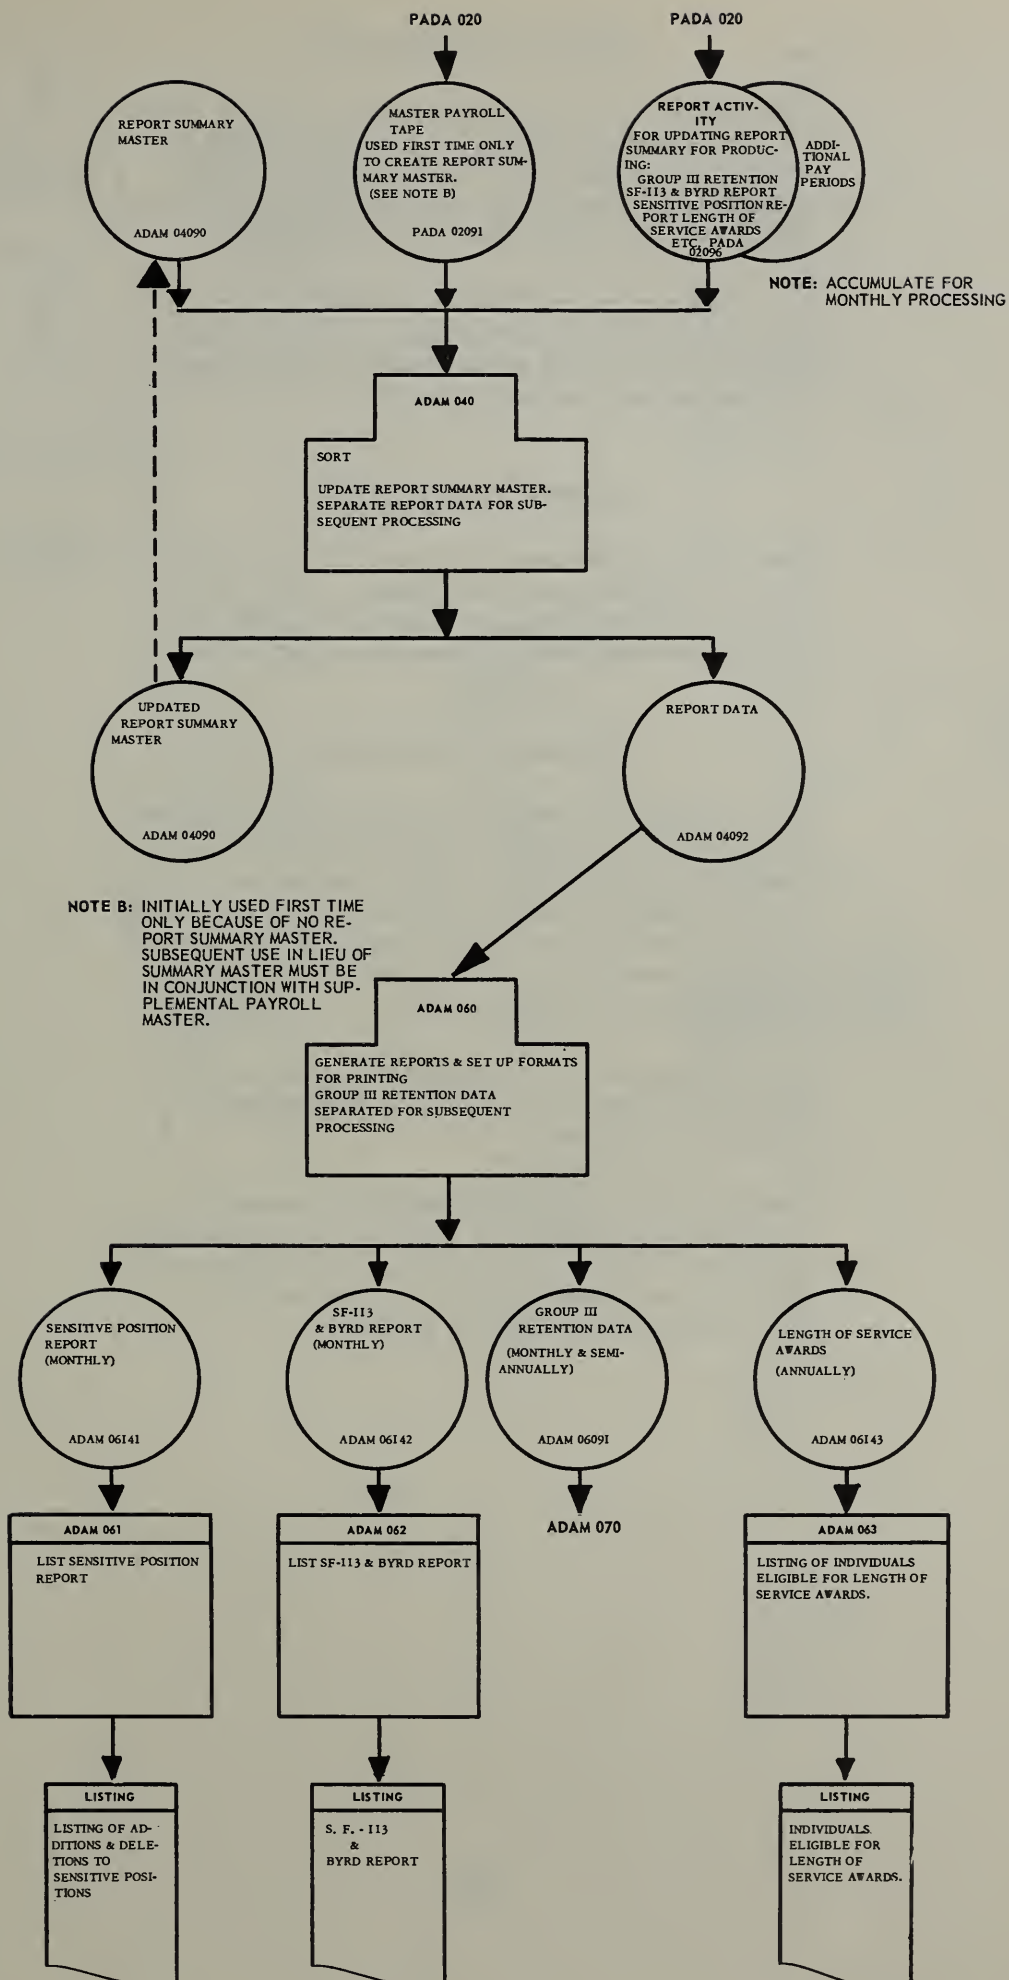 PADA 020
PADA 020
REPORT SUMMARY
MASTER
ADAM 04090
MASTER PAYROLL
TAPE
USED FIRST TIME ONLY
TO CREATE REPORT SUM-
MARY MASTER.
(SEE NOTE B)
PADA 02091
REPORT ACTIV-
ITY
FOR UPDATING REPORT
SUMMARY FOR PRODUC-
ING:
GROUP III RETENTION
SF-113 & BYRD REPORT
SENSITIVE POSITION RE-
PORT LENGTH OF
SERVICE AWARDS
ETC. PADA
02096
ADDI-
TIONAL
PAY
PERIODS
NOTE: ACCUMULATE FOR
MONTHLY PROCESSING
ADAM 040
SORT
UPDATE REPORT SUMMARY MASTER.
SEPARATE REPORT DATA FOR SUB-
SEQUENT PROCESSING
UPDATED
REPORT SUMMARY
MASTER
ADAM 04090
REPORT DATA
ADAM 04092
NOTE B: INITIALLY USED FIRST TIME
ONLY BECAUSE OF NO RE-
PORT SUMMARY MASTER.
SUBSEQUENT USE IN LIEU OF
SUMMARY MASTER MUST BE
IN CONJUNCTION WITH SUP-
PLEMENTAL PAYROLL
MASTER.
ADAM 060
GENERATE REPORTS & SET UP FORMATS
FOR PRINTING
GROUP III RETENTION DATA
SEPARATED FOR SUBSEQUENT
PROCESSING
SENSITIVE POSITION
REPORT
(MONTHLY)
ADAM 06141
SF-113
& BYRD REPORT
(MONTHLY)
ADAM 06142
GROUP III
RETENTION DATA
(MONTHLY & SEMI-
ANNUALLY)
ADAM 06091
LENGTH OF SERVICE
AWARDS
(ANNUALLY)
ADAM 06143
ADAM 061
LIST SENSITIVE POSITION
REPORT
ADAM 062
LIST SF-113 & BYRD REPORT
ADAM 070
ADAM 063
LISTING OF INDIVIDUALS
ELIGIBLE FOR LENGTH OF
SERVICE AWARDS.
LISTING
LISTING OF AD-
DITIONS & DELE-
TIONS TO
SENSITIVE POSI-
TIONS
LISTING
S. F. - 113
&
BYRD REPORT
LISTING
INDIVIDUALS
ELIGIBLE FOR
LENGTH OF
SERVICE AWARDS.